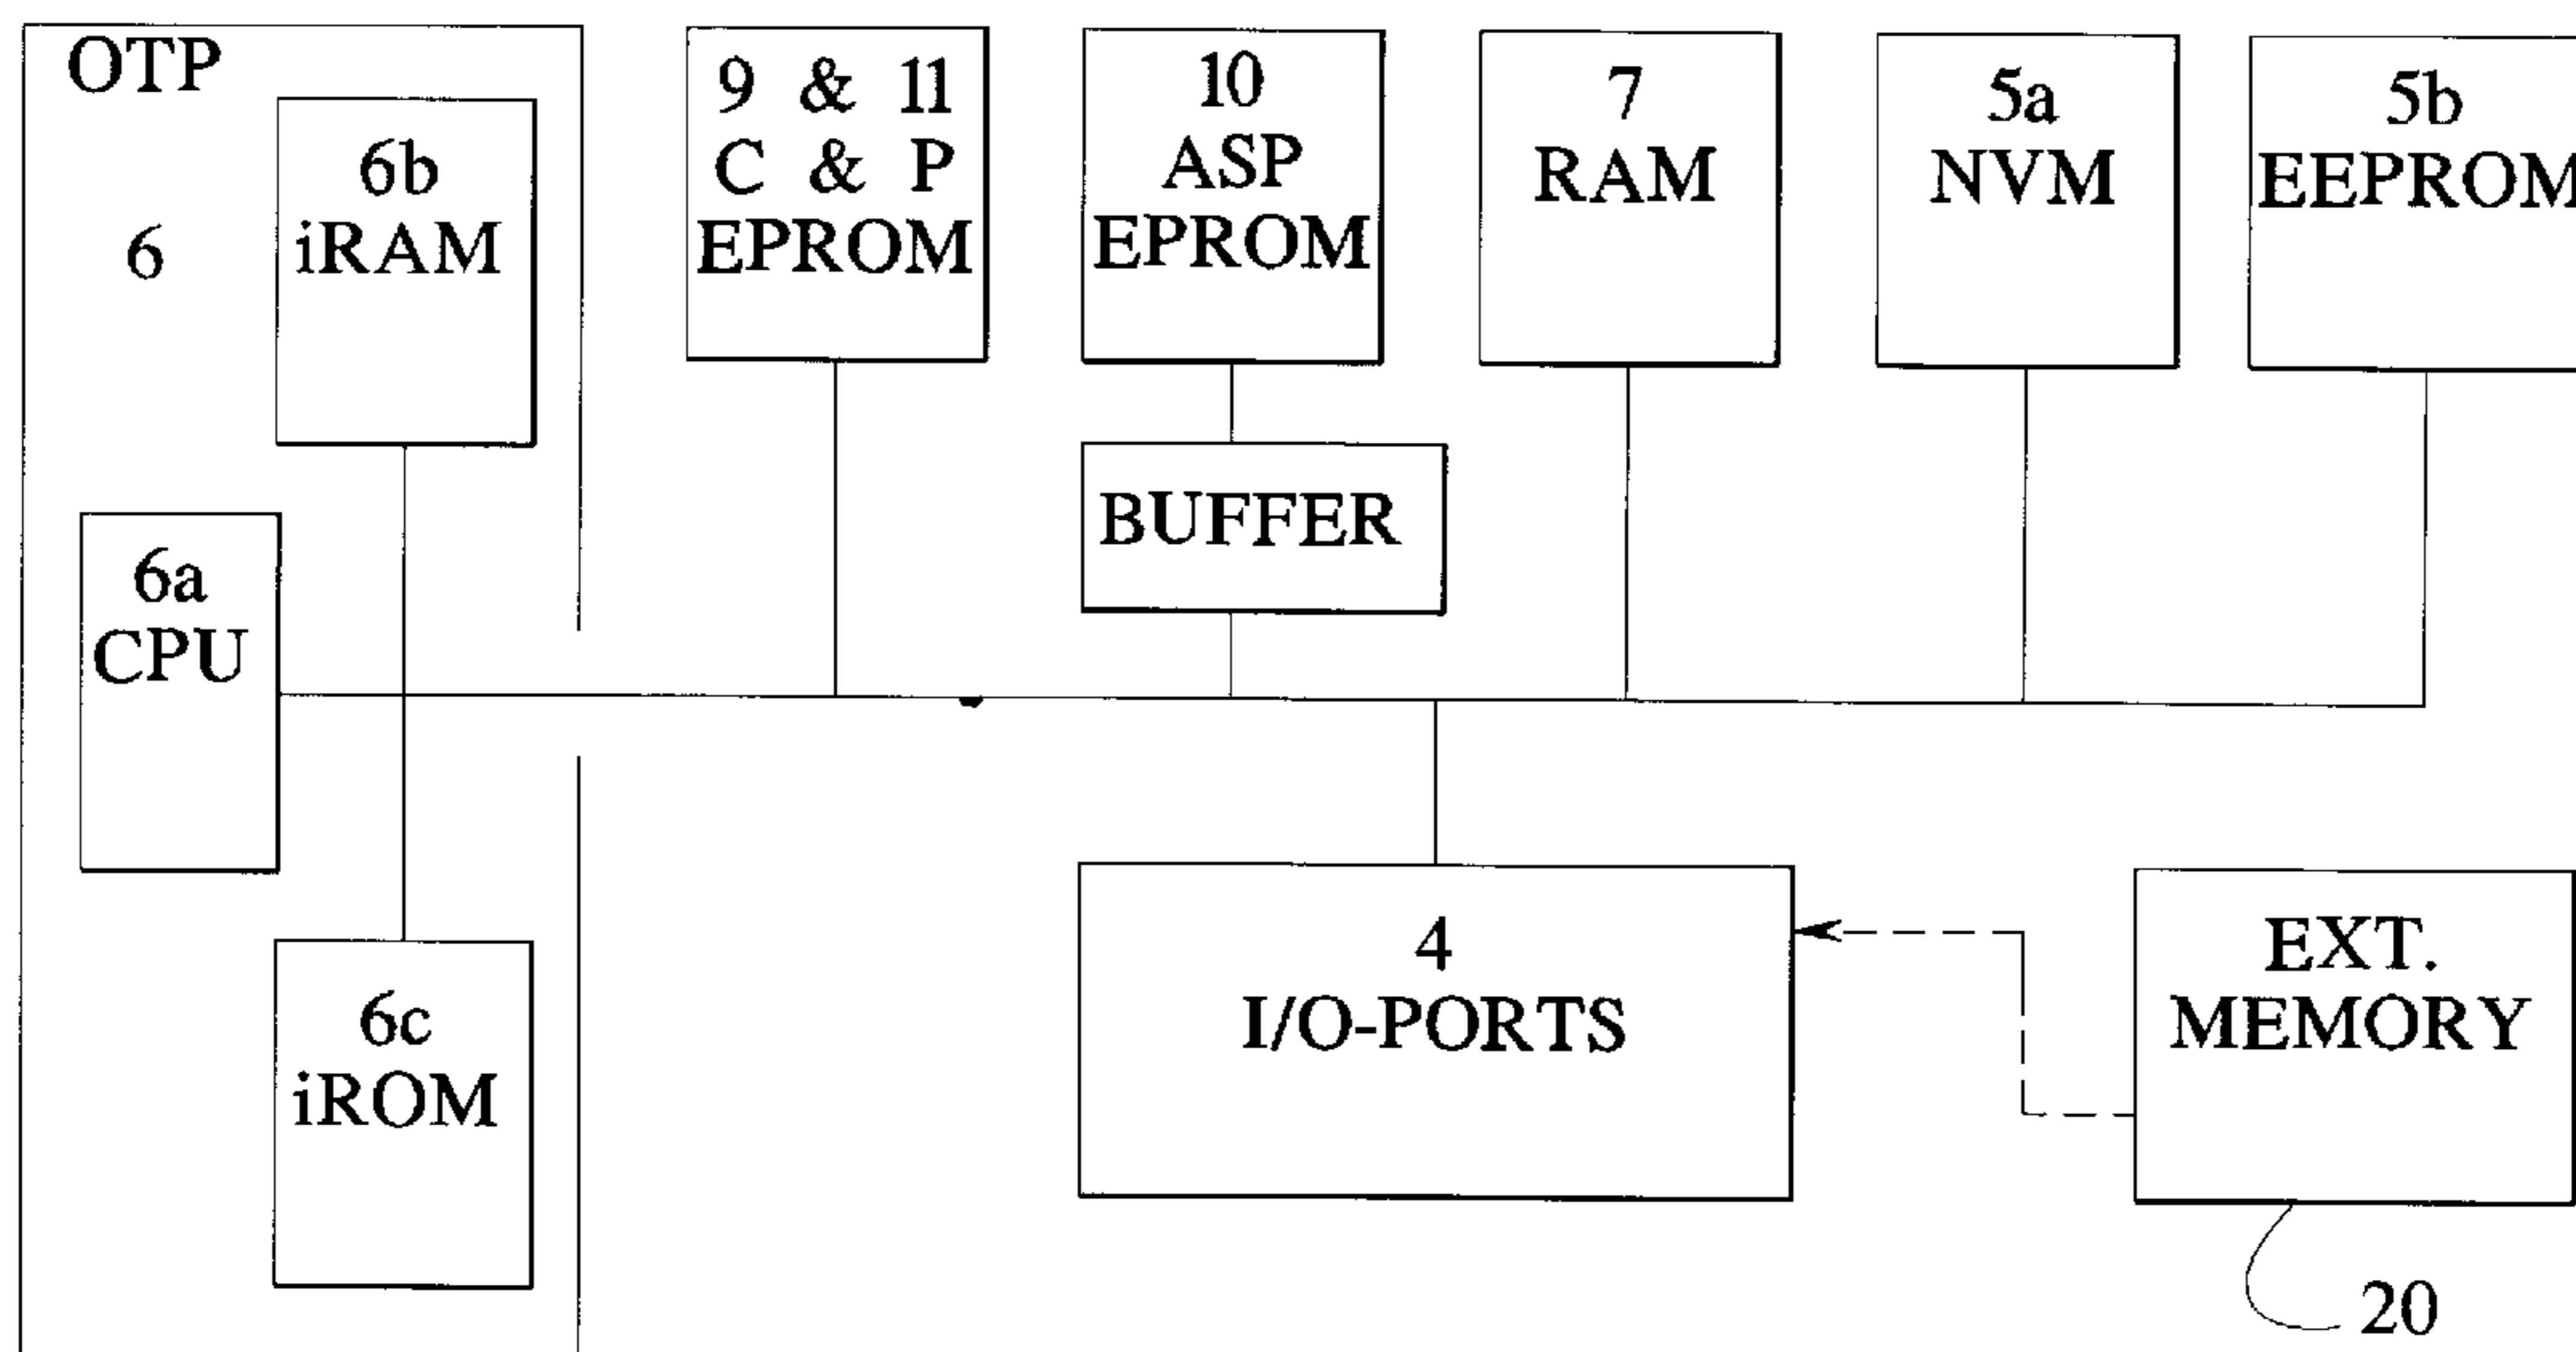 OTP
6
6b
iRAM
6a
CPU
6c
iROM
9 & 11
C & P
EPROM
10
ASP
EPROM
BUFFER
7
RAM
5a
NVM
5b
EEPROM
4
I/O-PORTS
EXT.
MEMORY
20